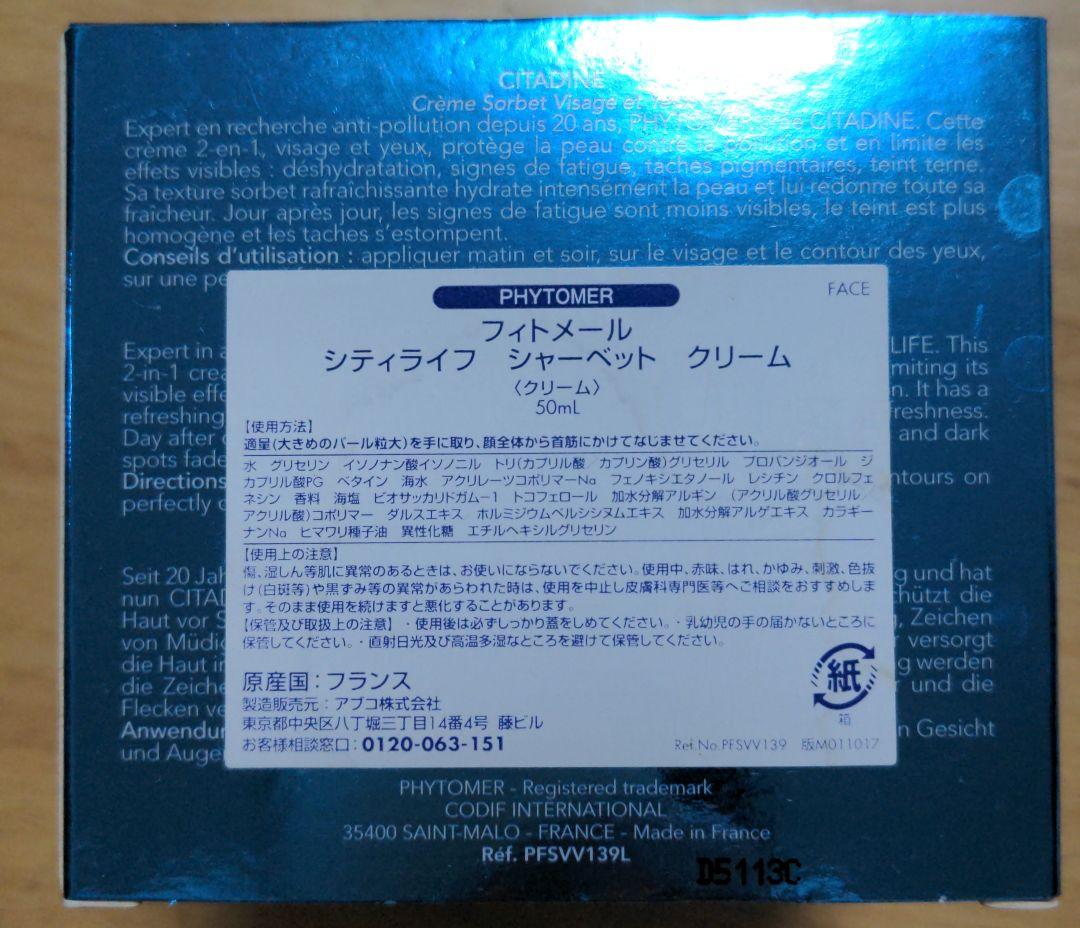 CITADINE
Crème Sorbet Visage et
Expert en recherche anti-pollution depuis 20 ans, CITADINE. Cette
crème 2-en-1, visage et yeux, protège la peau contre la pollution et en limite les
effets visibles : déshydratation, signes de fatigue, taches pigmentaires, teint terne.
Sa texture sorbet rafraichissante hydrate intensément la peau et lui redonne toute sa
fraicheur. Jour après jour, les signes de fatigue sont moins visibles, le teint est plus
homogène et les taches s'estompent.
Conseils d'utilisation : appliquer matin et soir, sur le visage et le contour des yeux,
sur une
PHYTOMER
FACE
フィトメール
シティライフ シャーベット クリーム
〈クリーム〉
50mL
【使用方法】
適量(大きめのパール粒大)を手に取り、顔全体から首筋にかけてなじませてください。
水 グリセリン イソノナン酸イソノニル トリ(カプリル酸/カプリン酸)グリセリル プロパンジオール ジ
カプリル酸PG ベタイン 海水 アクリレーツコポリマーNa フェノキシエタノール レシチン クロルフェ
ネシン 香料 海塩 ビオサッカリドガム-1 トコフェロール 加水分解アルギン (アクリル酸グリセリル/
アクリル酸)コポリマー ダルスエキス ホルミジウムペルシシヌムエキス 加水分解アルゲエキス カラギー
ナンNa ヒマワリ種子油 異性化糖 エチルヘキシルグリセリン
【使用上の注意】
傷、湿しん等肌に異常のあるときは、お使いにならないでください。使用中、赤味、はれ、かゆみ、刺激、色抜
け(白斑等)や黒ずみ等の異常があらわれた時は、使用を中止し皮膚科専門医等へご相談をおすすめしま
す。そのまま使用を続けますと悪化することがあります。
【保管及び取扱上の注意】・使用後は必ずしっかり蓋をしめてください。・乳幼児の手の届かないところに
保管してください。・直射日光及び高温多湿なところを避けて保管してください。
原産国：フランス
製造販売元：アブコ株式会社
東京都中央区八丁堀三丁目14番4号 藤ビル
お客様相談窓口：0120-063-151
紙
箱
Ref.No.PFSVV139 版M011017
Expert in
LIFE. This
2-in-1
limiting its
visible
It has a
refreshing
freshness.
Day after
and dark
spots fade
Directions
contours on
perfectly
Seit 20
und hat
nun
schützt die
Haut vor
Zeichen
von
versorgt
die Haut
werden
die
und die
Flecken
Gesicht
und
PHYTOMER - Registered trademark
CODIF INTERNATIONAL
35400 SAINT-MALO - FRANCE - Made in France
Réf. PFSVV139L
D5113C